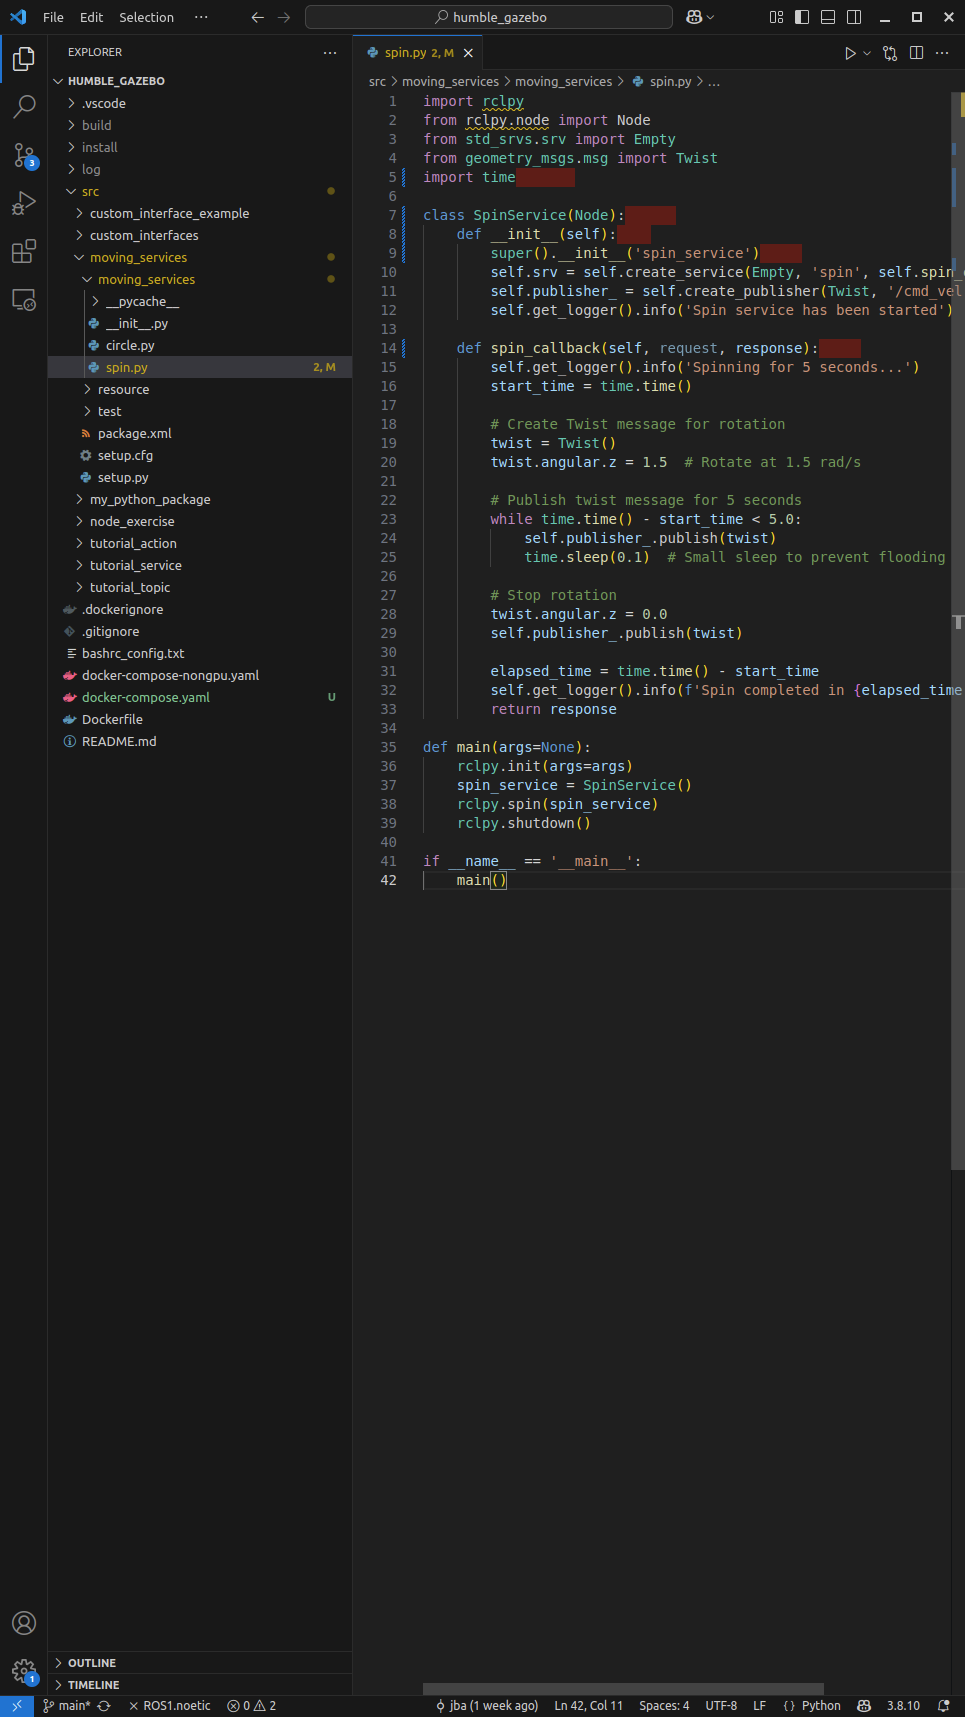 File Edit Selection ··· humble_gazebo
EXPLORER ···
HUMBLE_GAZEBO
.vscode
build
install
log
src
custom_interface_example
custom_interfaces
moving_services
moving_services
__pycache__
__init__.py
circle.py
spin.py 2, M
resource
test
package.xml
setup.cfg
setup.py
my_python_package
node_exercise
tutorial_action
tutorial_service
tutorial_topic
.dockerignore
.gitignore
bashrc_config.txt
docker-compose-nongpu.yaml
docker-compose.yaml U
Dockerfile
README.md
OUTLINE
TIMELINE
3
1
spin.py 2, M
src > moving_services > moving_services > spin.py > ...
1 import rclpy
2 from rclpy.node import Node
3 from std_srvs.srv import Empty
4 from geometry_msgs.msg import Twist
5 import time
6
7 class SpinService(Node):
8     def __init__(self):
9         super().__init__('spin_service')
10         self.srv = self.create_service(Empty, 'spin', self.spin_
11         self.publisher_ = self.create_publisher(Twist, '/cmd_vel
12         self.get_logger().info('Spin service has been started')
13
14     def spin_callback(self, request, response):
15         self.get_logger().info('Spinning for 5 seconds...')
16         start_time = time.time()
17
18         # Create Twist message for rotation
19         twist = Twist()
20         twist.angular.z = 1.5  # Rotate at 1.5 rad/s
21
22         # Publish twist message for 5 seconds
23         while time.time() - start_time < 5.0:
24             self.publisher_.publish(twist)
25             time.sleep(0.1)  # Small sleep to prevent flooding
26
27         # Stop rotation
28         twist.angular.z = 0.0
29         self.publisher_.publish(twist)
30
31         elapsed_time = time.time() - start_time
32         self.get_logger().info(f'Spin completed in {elapsed_time
33         return response
34
35 def main(args=None):
36     rclpy.init(args=args)
37     spin_service = SpinService()
38     rclpy.spin(spin_service)
39     rclpy.shutdown()
40
41 if __name__ == '__main__':
42     main()
main* ROS1.noetic 0 2 jba (1 week ago) Ln 42, Col 11 Spaces: 4 UTF-8 LF { } Python 3.8.10